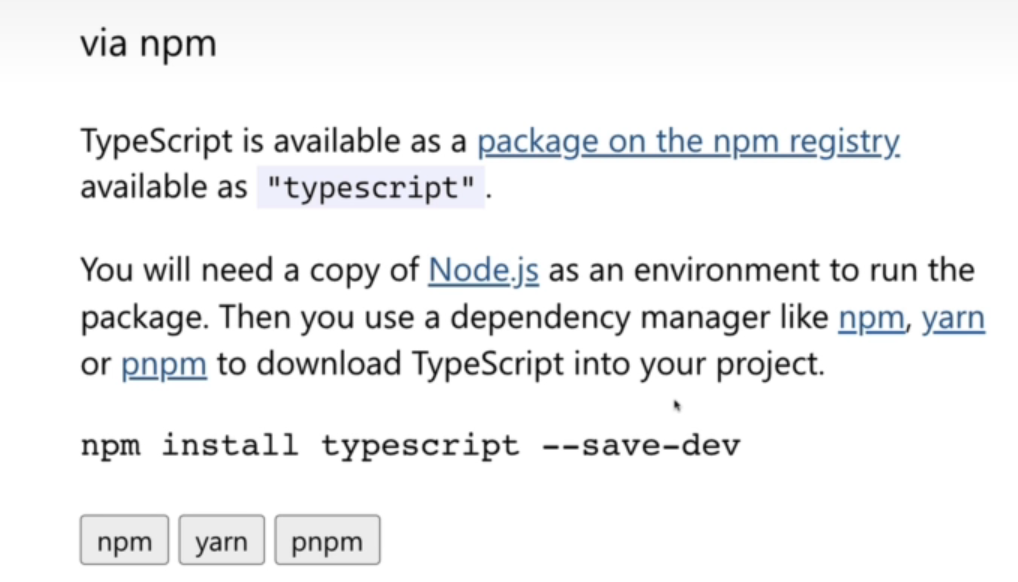 via npm
TypeScript is available as a package on the npm registry
available as "typescript".
You will need a copy of Node.js as an environment to run the
package. Then you use a dependency manager like npm, yarn
or pnpm to download TypeScript into your project.
npm install typescript --save-dev
npm yarn pnpm